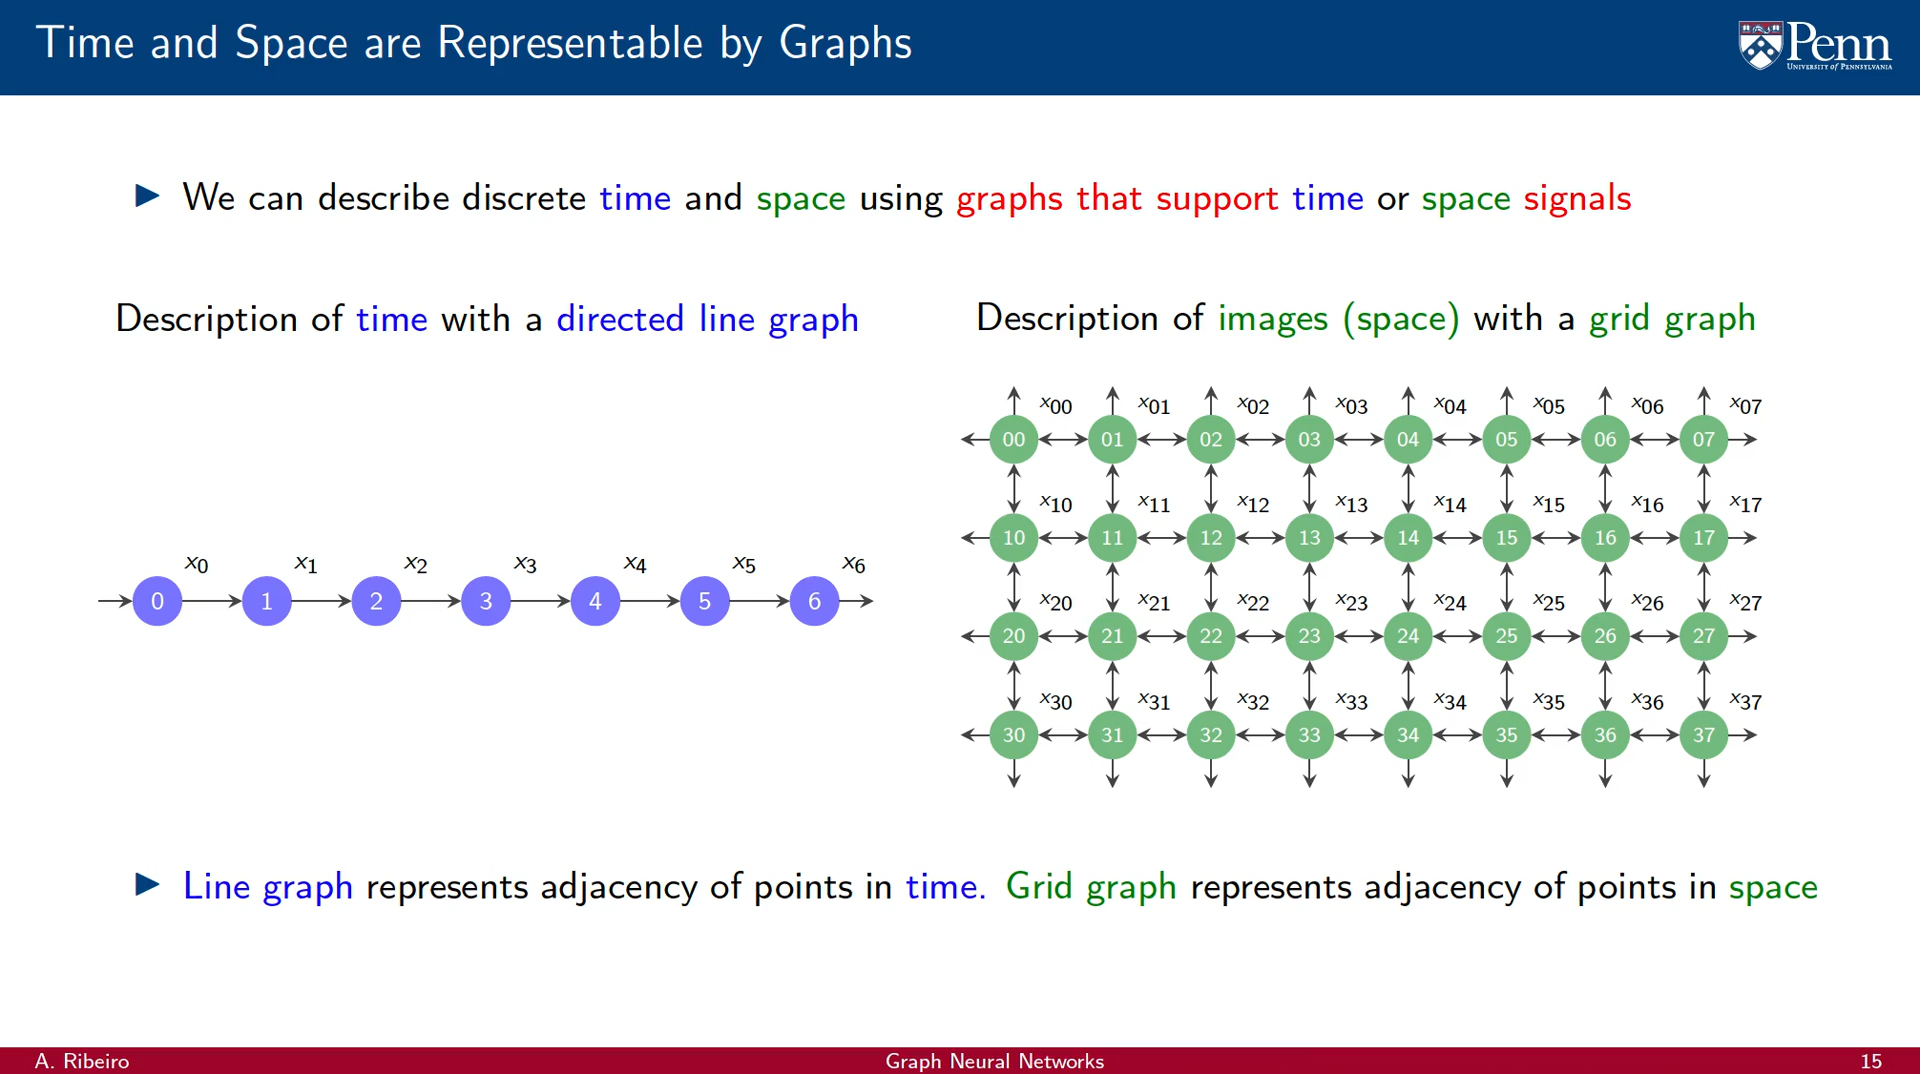 Time and Space are Representable by Graphs
Penn
University of Pennsylvania
▶ We can describe discrete time and space using graphs that support time or space signals
Description of time with a directed line graph
Description of images (space) with a grid graph
x0 x1 x2 x3 x4 x5 x6
0 1 2 3 4 5 6
x00 x01 x02 x03 x04 x05 x06 x07
00 01 02 03 04 05 06 07
x10 x11 x12 x13 x14 x15 x16 x17
10 11 12 13 14 15 16 17
x20 x21 x22 x23 x24 x25 x26 x27
20 21 22 23 24 25 26 27
x30 x31 x32 x33 x34 x35 x36 x37
30 31 32 33 34 35 36 37
▶ Line graph represents adjacency of points in time. Grid graph represents adjacency of points in space
A. Ribeiro Graph Neural Networks 15